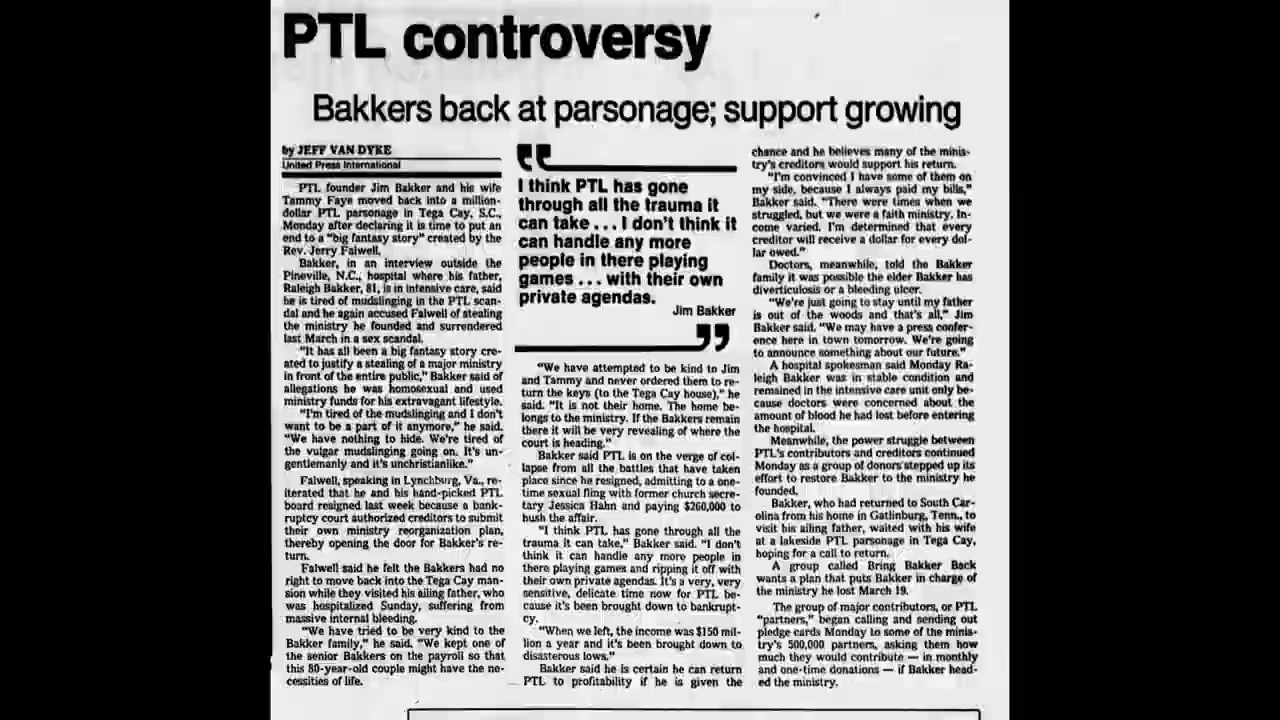 PTL controversy
Bakkers back at parsonage; support growing
by JEFF VAN DYKE
United Press International
PTL founder Jim Bakker and his wife
Tammy Faye moved back into a million-
dollar PTL parsonage in Tega Cay, S.C.,
Monday after declaring it is time to put an
end to a "big fantasy story" created by the
Rev. Jerry Falwell.
Bakker, in an interview outside the
Pineville, N.C., hospital where his father,
Raleigh Bakker, 81, is in intensive care, said
he is tired of mudslinging in the PTL scan-
dal and he again accused Falwell of stealing
the ministry he founded and surrendered
last March in a sex scandal.
"It has all been a big fantasy story cre-
ated to justify a stealing of a major ministry
in front of the entire public," Bakker said of
allegations he was homosexual and used
ministry funds for his extravagant lifestyle.
"I'm tired of the mudslinging and I don't
want to be a part of it anymore," he said.
"We have nothing to hide. We're tired of
the vulgar mudslinging going on. It's un-
gentlemanly and it's unchristianlike."
Falwell, speaking in Lynchburg, Va., re-
iterated that he and his hand-picked PTL
board resigned last week because a bank-
ruptcy court authorized creditors to submit
their own ministry reorganization plan,
thereby opening the door for Bakker's re-
turn.
Falwell said he felt the Bakkers had no
right to move back into the Tega Cay man-
sion while they visited his ailing father, who
was hospitalized Sunday, suffering from
massive internal bleeding.
"We have tried to be very kind to the
Bakker family," he said. "We kept one of
the senior Bakkers on the payroll so that
this 80-year-old couple might have the ne-
cessities of life.
"
I think PTL has gone
through all the trauma it
can take ... I don't think it
can handle any more
people in there playing
games ... with their own
private agendas.
Jim Bakker
"
"We have attempted to be kind to Jim
and Tammy and never ordered them to re-
turn the keys (to the Tega Cay house)," he
said. "It is not their home. The home be-
longs to the ministry. If the Bakkers remain
there it will be very revealing of where the
court is heading."
Bakker said PTL is on the verge of col-
lapse from all the battles that have taken
place since he resigned, admitting to a one-
time sexual fling with former church secre-
tary Jessica Hahn and paying $260,000 to
hush the affair.
"I think PTL has gone through all the
trauma it can take," Bakker said. "I don't
think it can handle any more people in
there playing games and ripping it off with
their own private agendas. It's a very, very
sensitive, delicate time now for PTL be-
cause it's been brought down to bankrupt-
cy.
"When we left, the income was $150 mil-
lion a year and it's been brought down to
disastrous lows."
Bakker said he is certain he can return
PTL to profitability if he is given the
chance and he believes many of the minis-
try's creditors would support his return.
"I'm convinced I have some of them on
my side, because I always paid my bills,"
Bakker said. "There were times when we
struggled, but we were a faith ministry. In-
come varied. I'm determined that every
creditor will receive a dollar for every dol-
lar owed."
Doctors, meanwhile, told the Bakker
family it was possible the elder Bakker has
diverticulosis or a bleeding ulcer.
"We're just going to stay until my father
is out of the woods and that's all," Jim
Bakker said. "We may have a press confer-
ence here in town tomorrow. We're going
to announce something about our future."
A hospital spokesman said Monday Ra-
leigh Bakker was in stable condition and
remained in the intensive care unit only be-
cause doctors were concerned about the
amount of blood he had lost before entering
the hospital.
Meanwhile, the power struggle between
PTL's contributors and creditors continued
Monday as a group of donors stepped up its
effort to restore Bakker to the ministry he
founded.
Bakker, who had returned to South Car-
olina from his home in Gatlinburg, Tenn., to
visit his ailing father, waited with his wife
at a lakeside PTL parsonage in Tega Cay,
hoping for a call to return.
A group called Bring Bakker Back
wants a plan that puts Bakker in charge of
the ministry he lost March 19.
The group of major contributors, or PTL
"partners," began calling and sending out
pledge cards Monday to some of the minis-
try's 500,000 partners, asking them how
much they would contribute — in monthly
and one-time donations — if Bakker head-
ed the ministry.